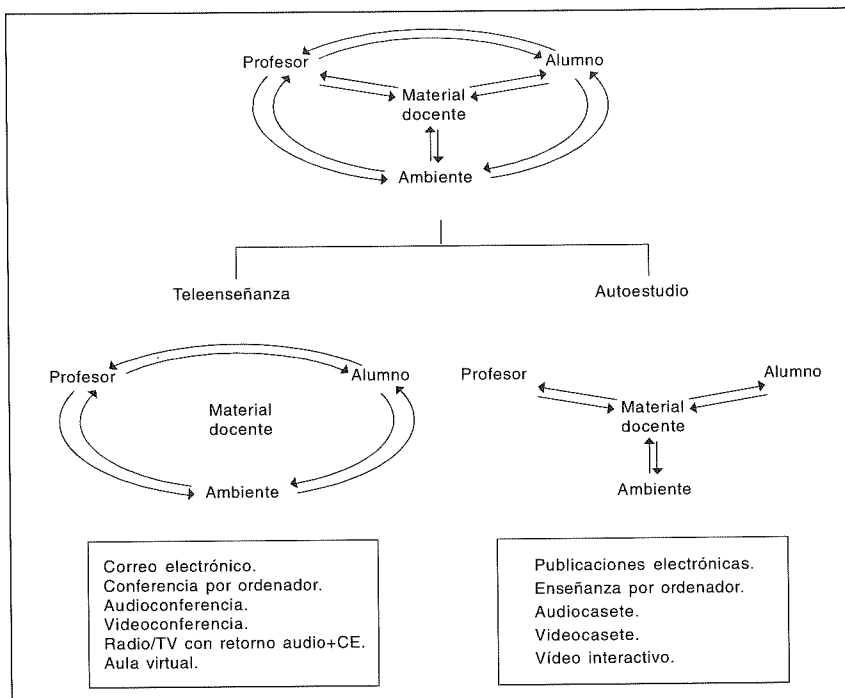 Profesor
Alumno
Material
docente
Ambiente
Teleenseñanza
Autoestudio
Profesor
Alumno
Material
docente
Ambiente
Profesor
Alumno
Material
docente
Ambiente
Correo electrónico.
Conferencia por ordenador.
Audioconferencia.
Videoconferencia.
Radio/TV con retorno audio+CE.
Aula virtual.
Publicaciones electrónicas.
Enseñanza por ordenador.
Audiocasete.
Videocasete.
Vídeo interactivo.